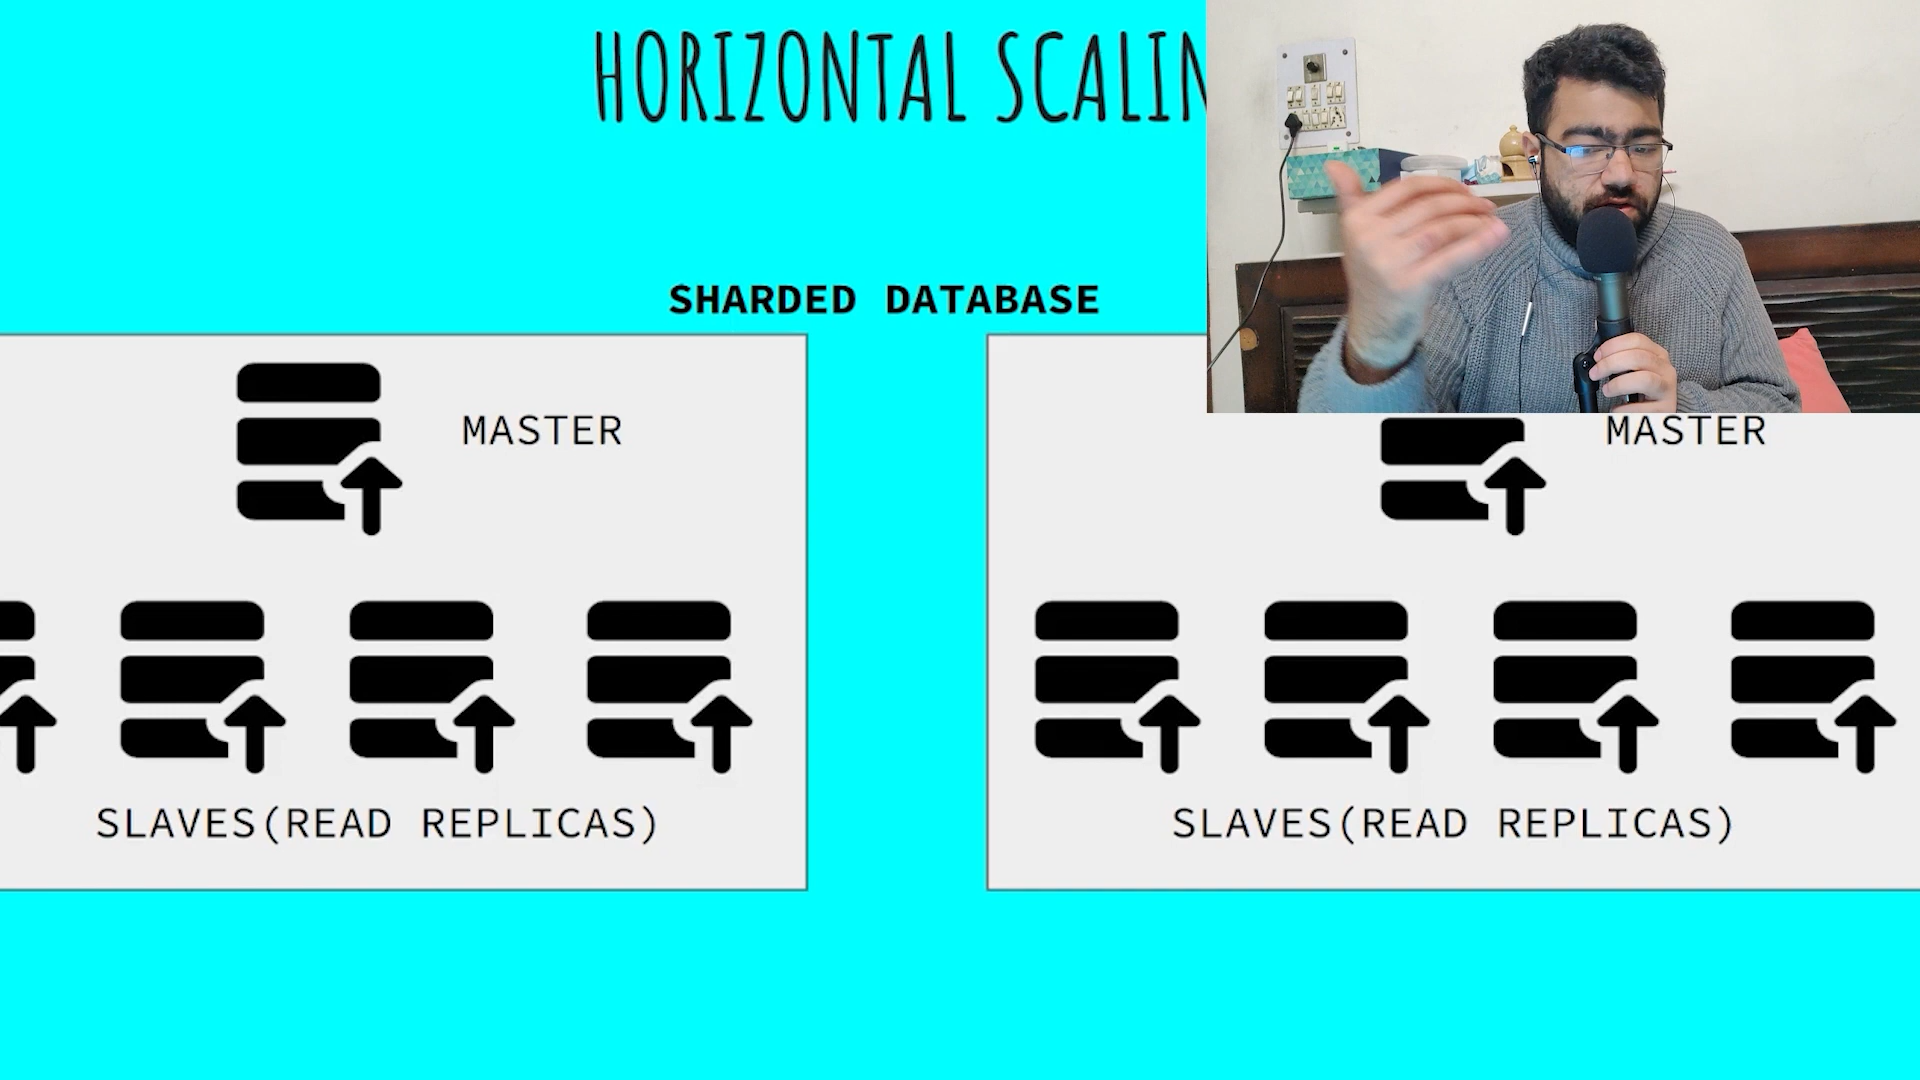 HORIZONTAL SCALIN
SHARDED DATABASE
MASTER
MASTER
SLAVES(READ REPLICAS)
SLAVES(READ REPLICAS)